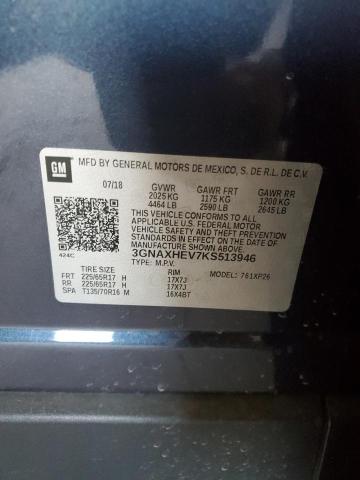 GM
MFD BY GENERAL MOTORS DE MEXICO, S. DE R.L. DE C.V.
07/18 GVWR GAWR FRT GAWR RR
2025 KG 1175 KG 1200 KG
4464 LB 2590 LB 2645 LB
THIS VEHICLE CONFORMS TO ALL APPLICABLE
U.S. FEDERAL MOTOR VEHICLE SAFETY AND THEFT PREVENTION
STANDARDS IN EFFECT ON THE DATE OF
MANUFACTURE SHOWN ABOVE.
424C 3GNAXHEV7KS513946
TYPE: M.P.V.
TIRE SIZE RIM MODEL: 761XP26
FRT 225/65R17 H 17X7J
RR 225/65R17 H 17X7J
SPA T135/70R16 M 16X4BT